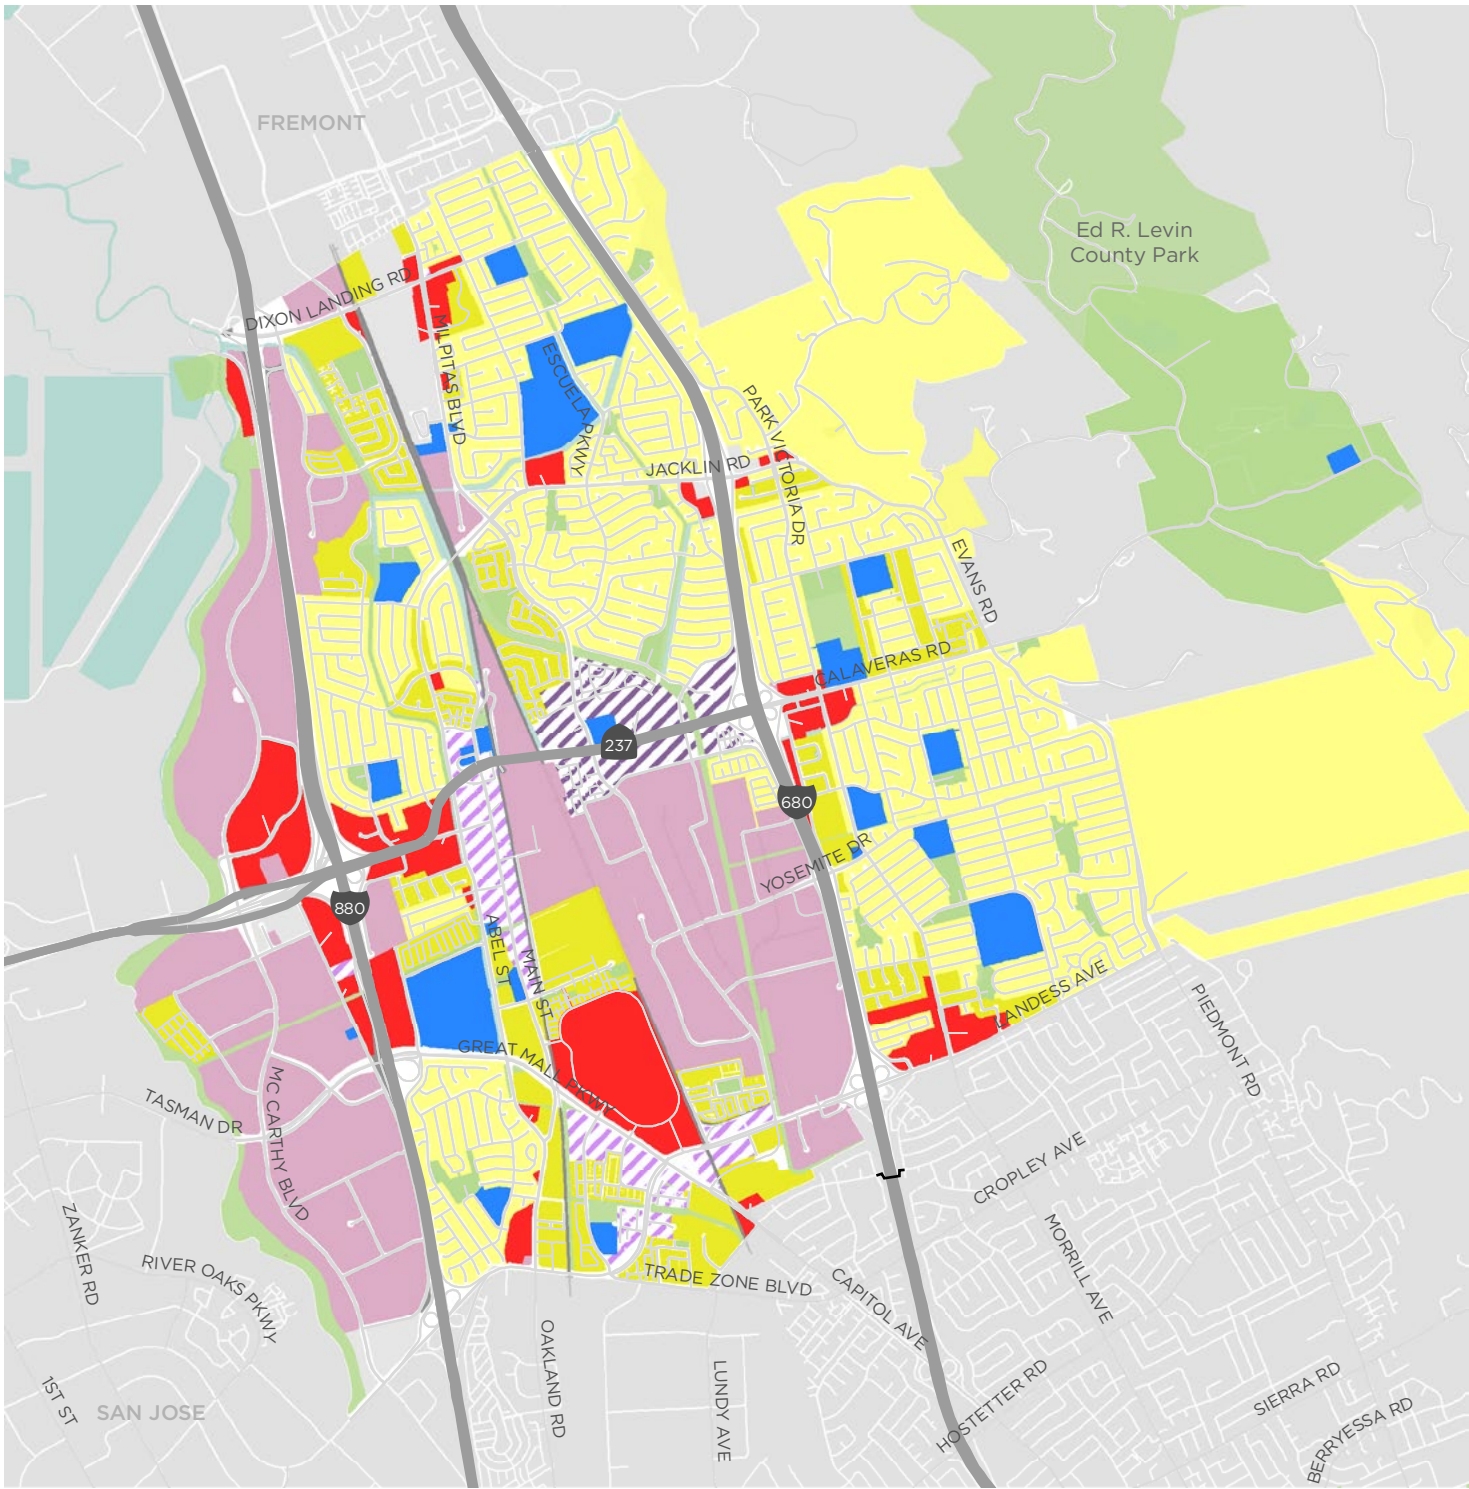 FREMONT
Ed R. Levin
County Park
DIXON LANDING RD
MILPITAS BLVD
ESCUELA PKWY
PARK VICTORIA DR
JACKLIN RD
EVANS RD
CALAVERAS RD
237
680
YOSEMITE DR
880
ABEL ST
MAIN ST
LANDESS AVE
PIEDMONT RD
GREAT MALL PKWY
MC CARTHY BLVD
TASMAN DR
CROPLEY AVE
ZANKER RD
MORRILL AVE
RIVER OAKS PKWY
TRADE ZONE BLVD
CAPITOL AVE
OAKLAND RD
LUNDY AVE
1ST ST
SAN JOSE
HOSTETTER RD
SIERRA RD
BERRYESSA RD